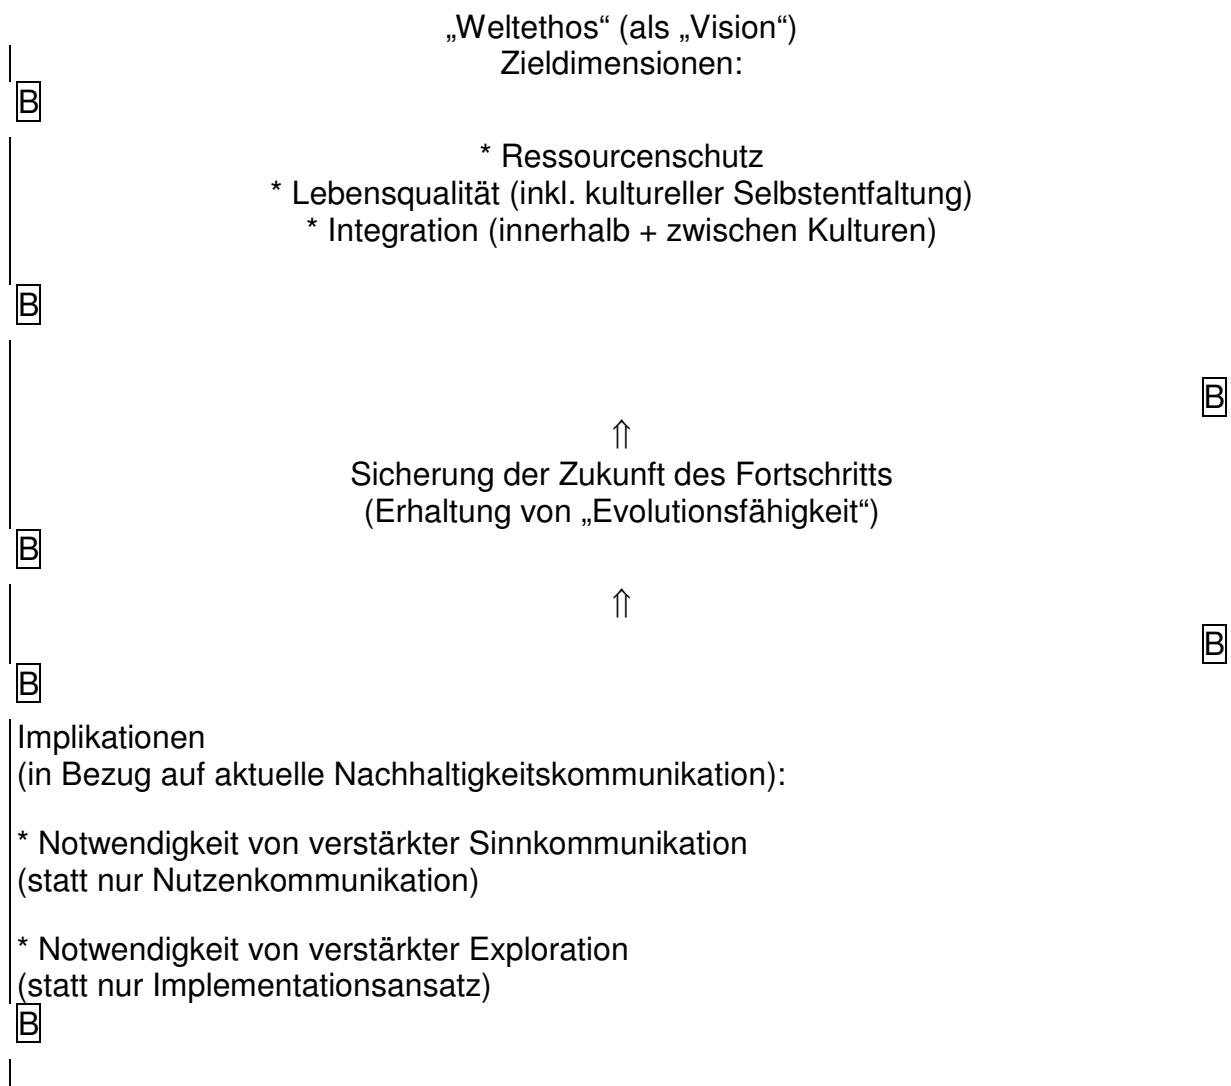 „Weltethos“ (als „Vision“)
Zieldimensionen:
B
* Ressourcenschutz
* Lebensqualität (inkl. kultureller Selbstentfaltung)
* Integration (innerhalb + zwischen Kulturen)
B
B
⇑
Sicherung der Zukunft des Fortschritts
(Erhaltung von „Evolutionsfähigkeit“)
B
⇑
B
B
Implikationen
(in Bezug auf aktuelle Nachhaltigkeitskommunikation):
* Notwendigkeit von verstärkter Sinnkommunikation
(statt nur Nutzenkommunikation)
* Notwendigkeit von verstärkter Exploration
(statt nur Implementationsansatz)
B